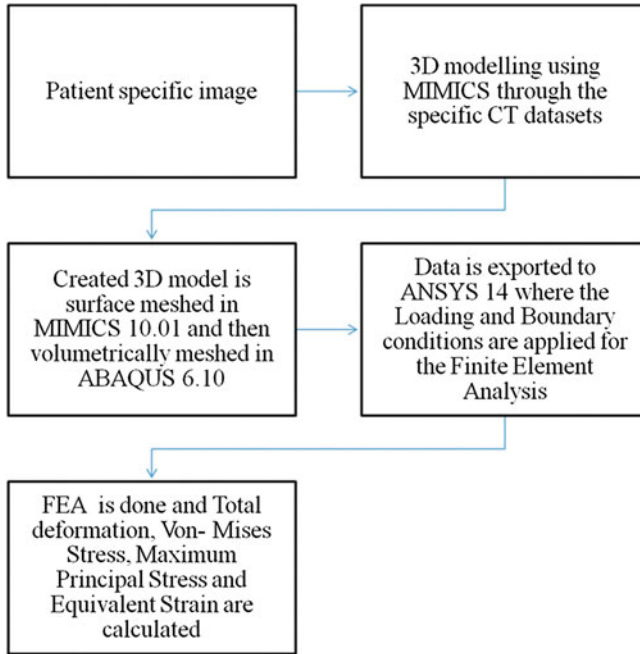 Patient specific image
3D modelling using
MIMICS through the
specific CT datasets
Created 3D model is
surface meshed in
MIMICS 10.01 and then
volumetrically meshed in
ABAQUS 6.10
Data is exported to
ANSYS 14 where the
Loading and Boundary
conditions are applied for
the Finite Element
Analysis
FEA is done and Total
deformation, Von- Mises
Stress, Maximum
Principal Stress and
Equivalent Strain are
calculated